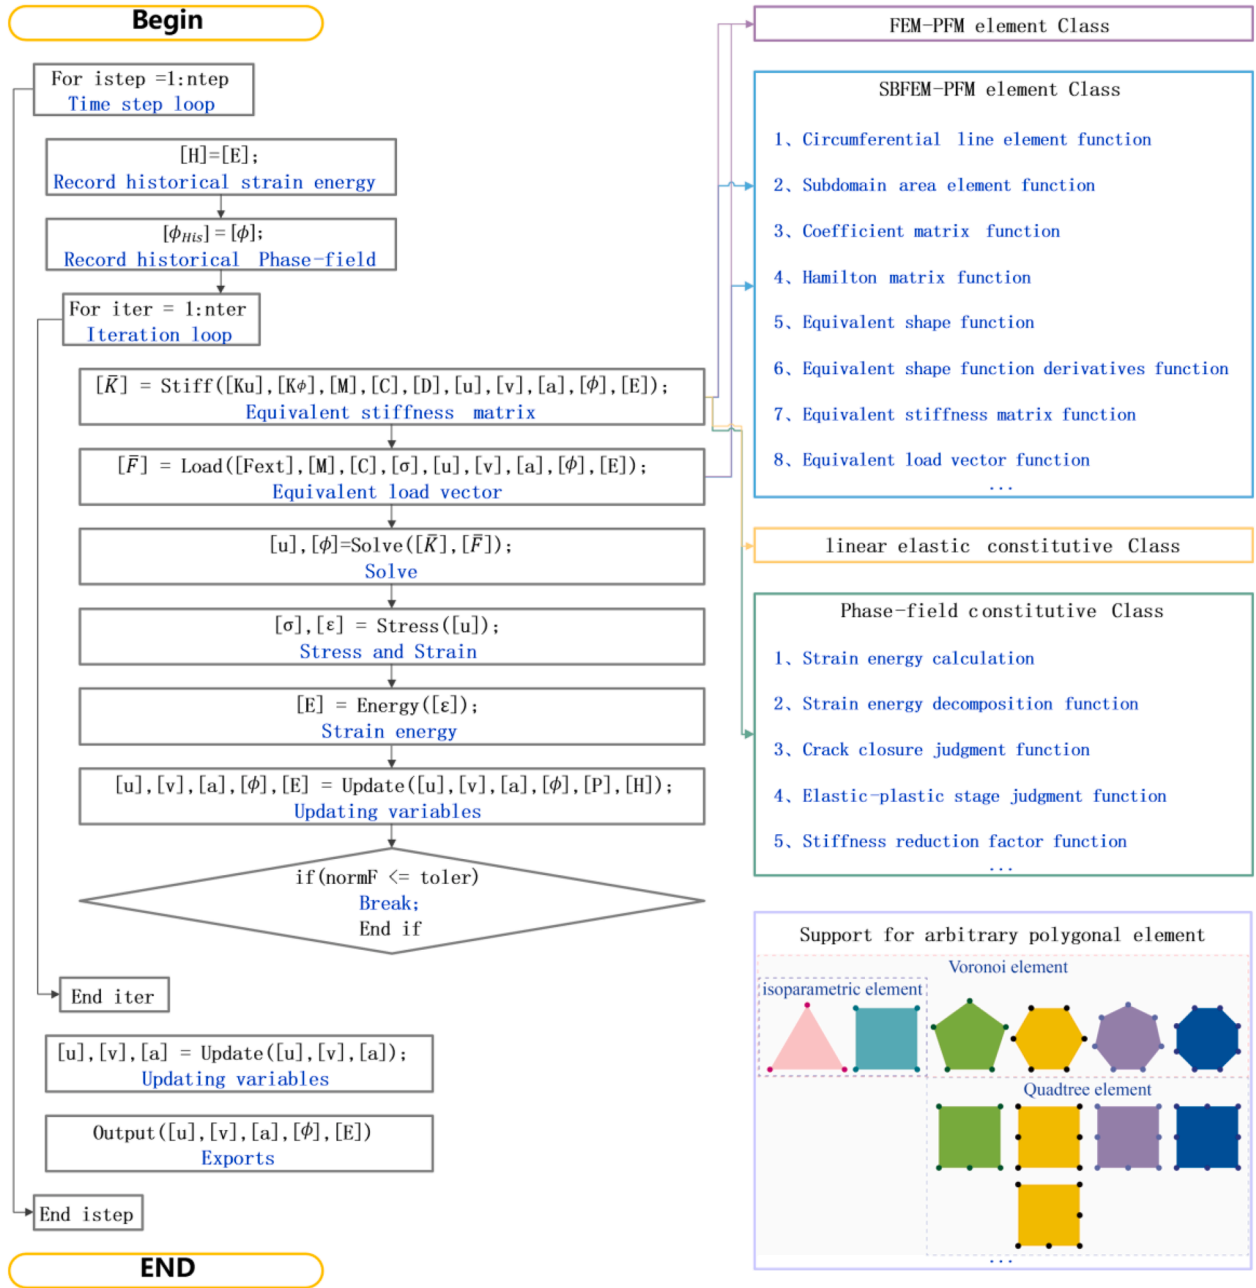 Begin
For istep =1:ntep
Time step loop
[H]=[E];
Record historical strain energy
[ϕHis]=[ϕ];
Record historical Phase-field
For iter = 1:nter
Iteration loop
[K̄] = Stiff([Ku],[Kϕ],[M],[C],[D],[u],[v],[a],[ϕ],[E]);
Equivalent stiffness matrix
[F̄] = Load([Fext],[M],[C],[σ],[u],[v],[a],[ϕ],[E]);
Equivalent load vector
[u],[ϕ]=Solve([K̄],[F̄]);
Solve
[σ],[ε] = Stress([u]);
Stress and Strain
[E] = Energy([ε]);
Strain energy
[u],[v],[a],[ϕ],[E] = Update([u],[v],[a],[ϕ],[P],[H]);
Updating variables
if(normF <= toler)
Break;
End if
End iter
[u],[v],[a] = Update([u],[v],[a]);
Updating variables
Output([u],[v],[a],[ϕ],[E])
Exports
End istep
END
FEM-PFM element Class
SBFEM-PFM element Class
1、Circumferential line element function
2、Subdomain area element function
3、Coefficient matrix function
4、Hamilton matrix function
5、Equivalent shape function
6、Equivalent shape function derivatives function
7、Equivalent stiffness matrix function
8、Equivalent load vector function
...
linear elastic constitutive Class
Phase-field constitutive Class
1、Strain energy calculation
2、Strain energy decomposition function
3、Crack closure judgment function
4、Elastic-plastic stage judgment function
5、Stiffness reduction factor function
...
Support for arbitrary polygonal element
Voronoi element
isoparametric element
Quadtree element
...